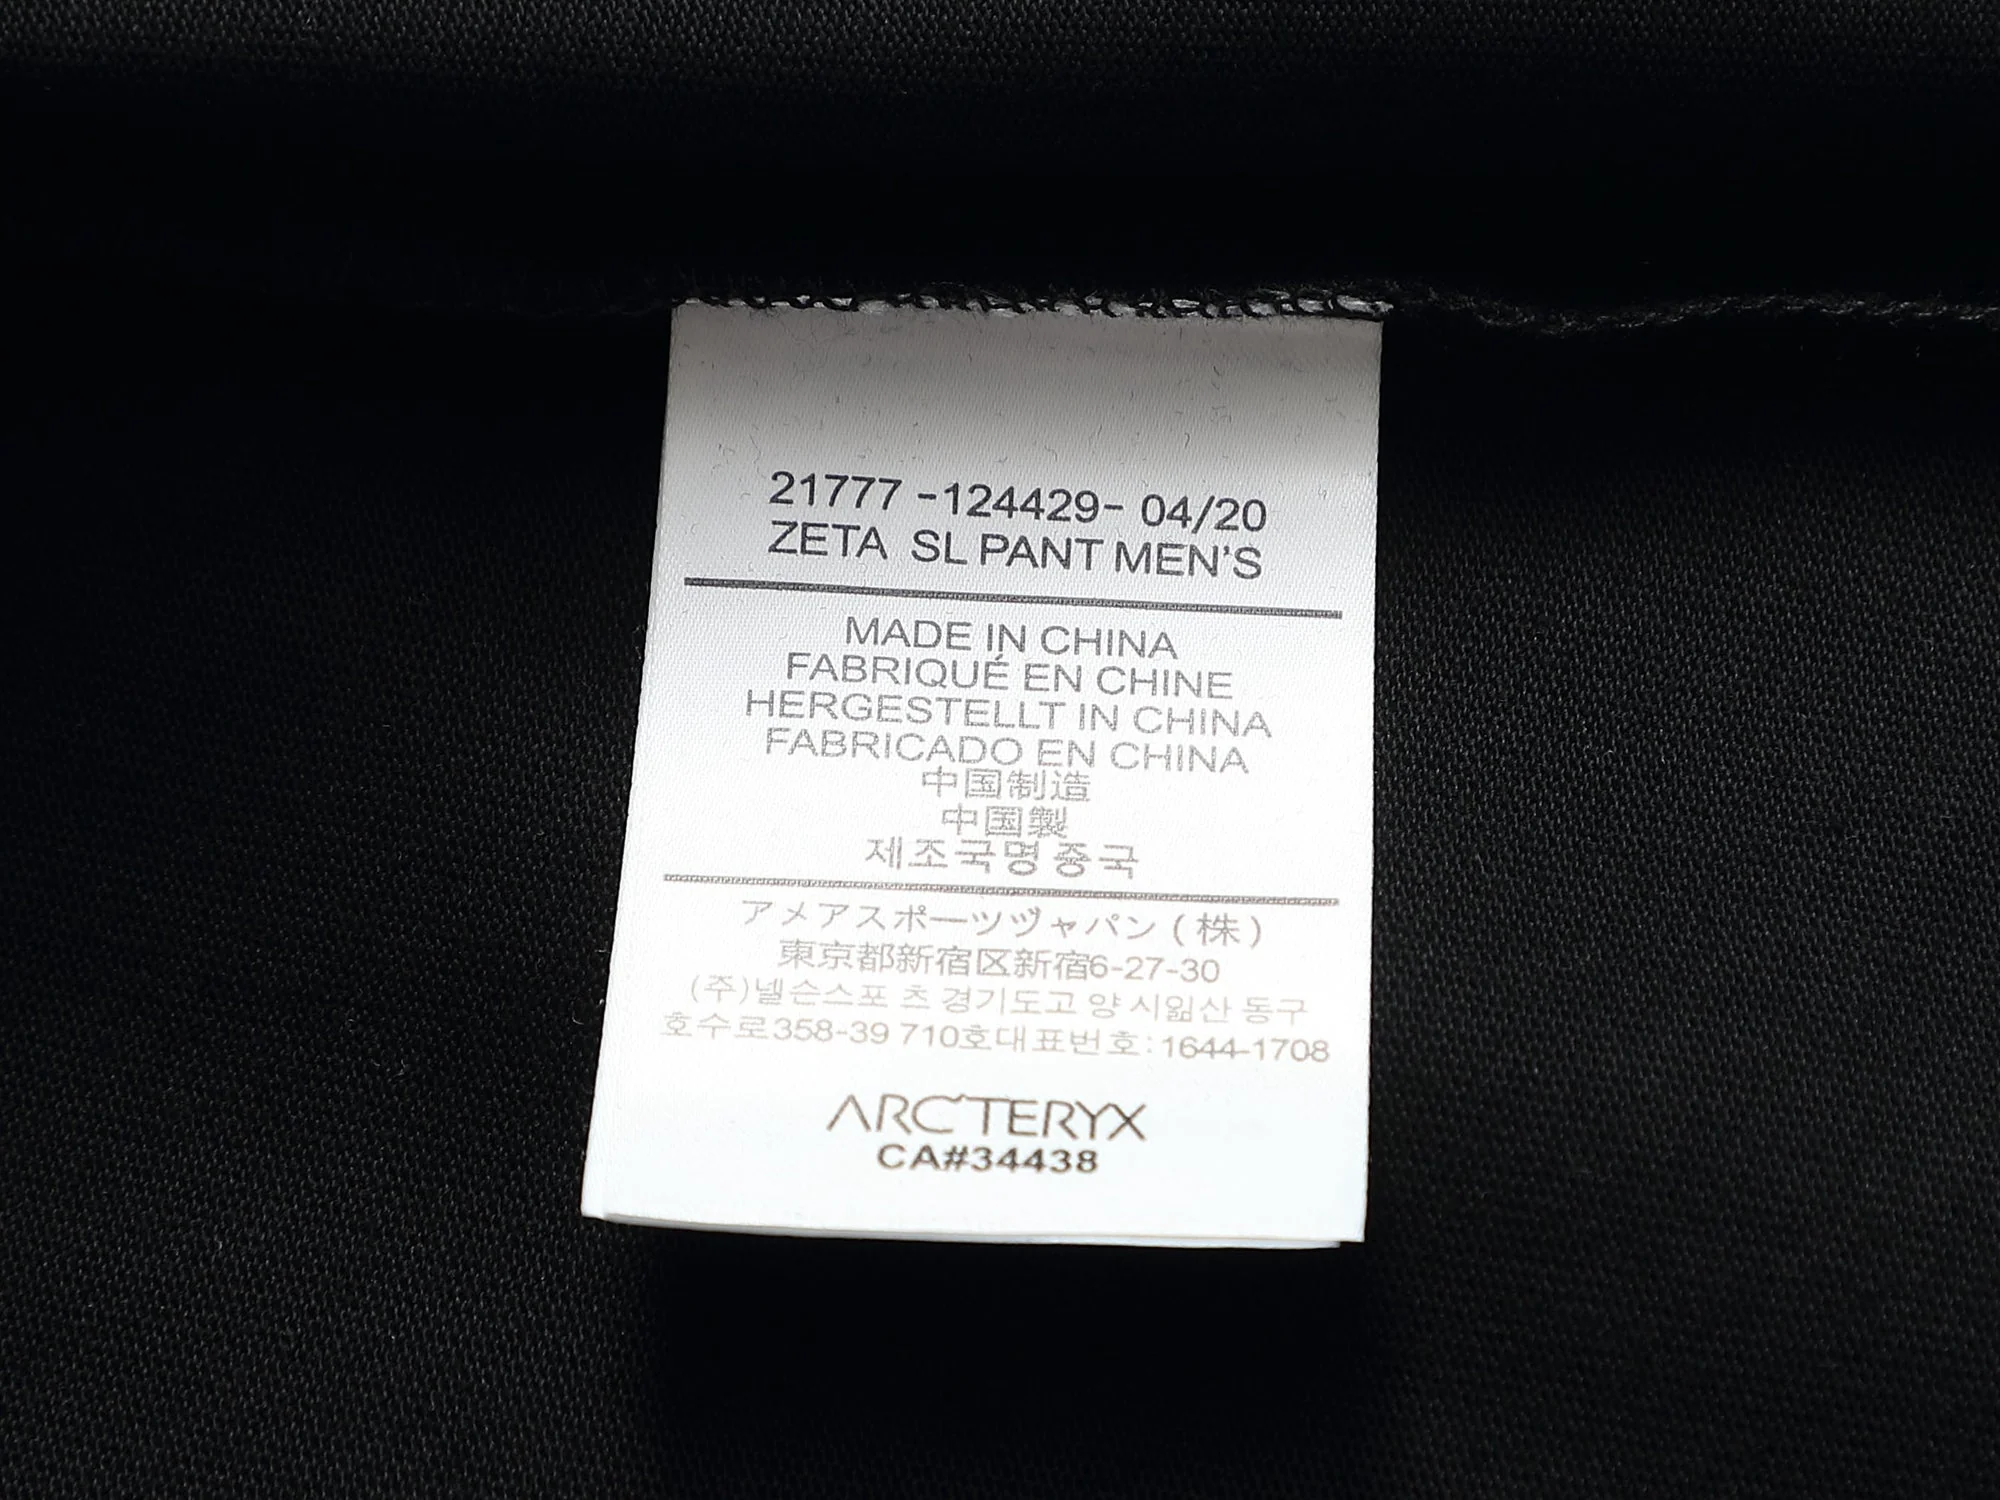 21777 -124429- 04/20
ZETA SL PANT MEN'S
MADE IN CHINA
FABRIQUÉ EN CHINE
HERGESTELLT IN CHINA
FABRICADO EN CHINA
中国制造
中国製
제조국명중국
アメアスポーツヅャパン(株)
東京都新宿区新宿6-27-30
(주)넬슨스포 츠 경기도고 양 시읾산 동구
호수로358-39 710호대표번호:1644-1708
ARC'TERYX
CA#34438